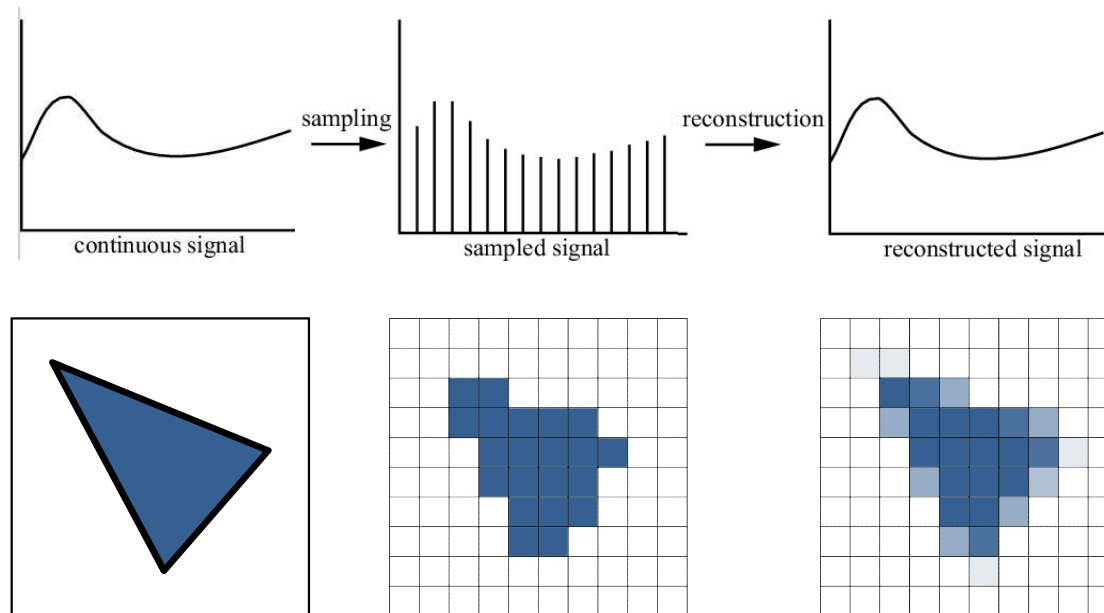 sampling
reconstruction
continuous signal
sampled signal
reconstructed signal